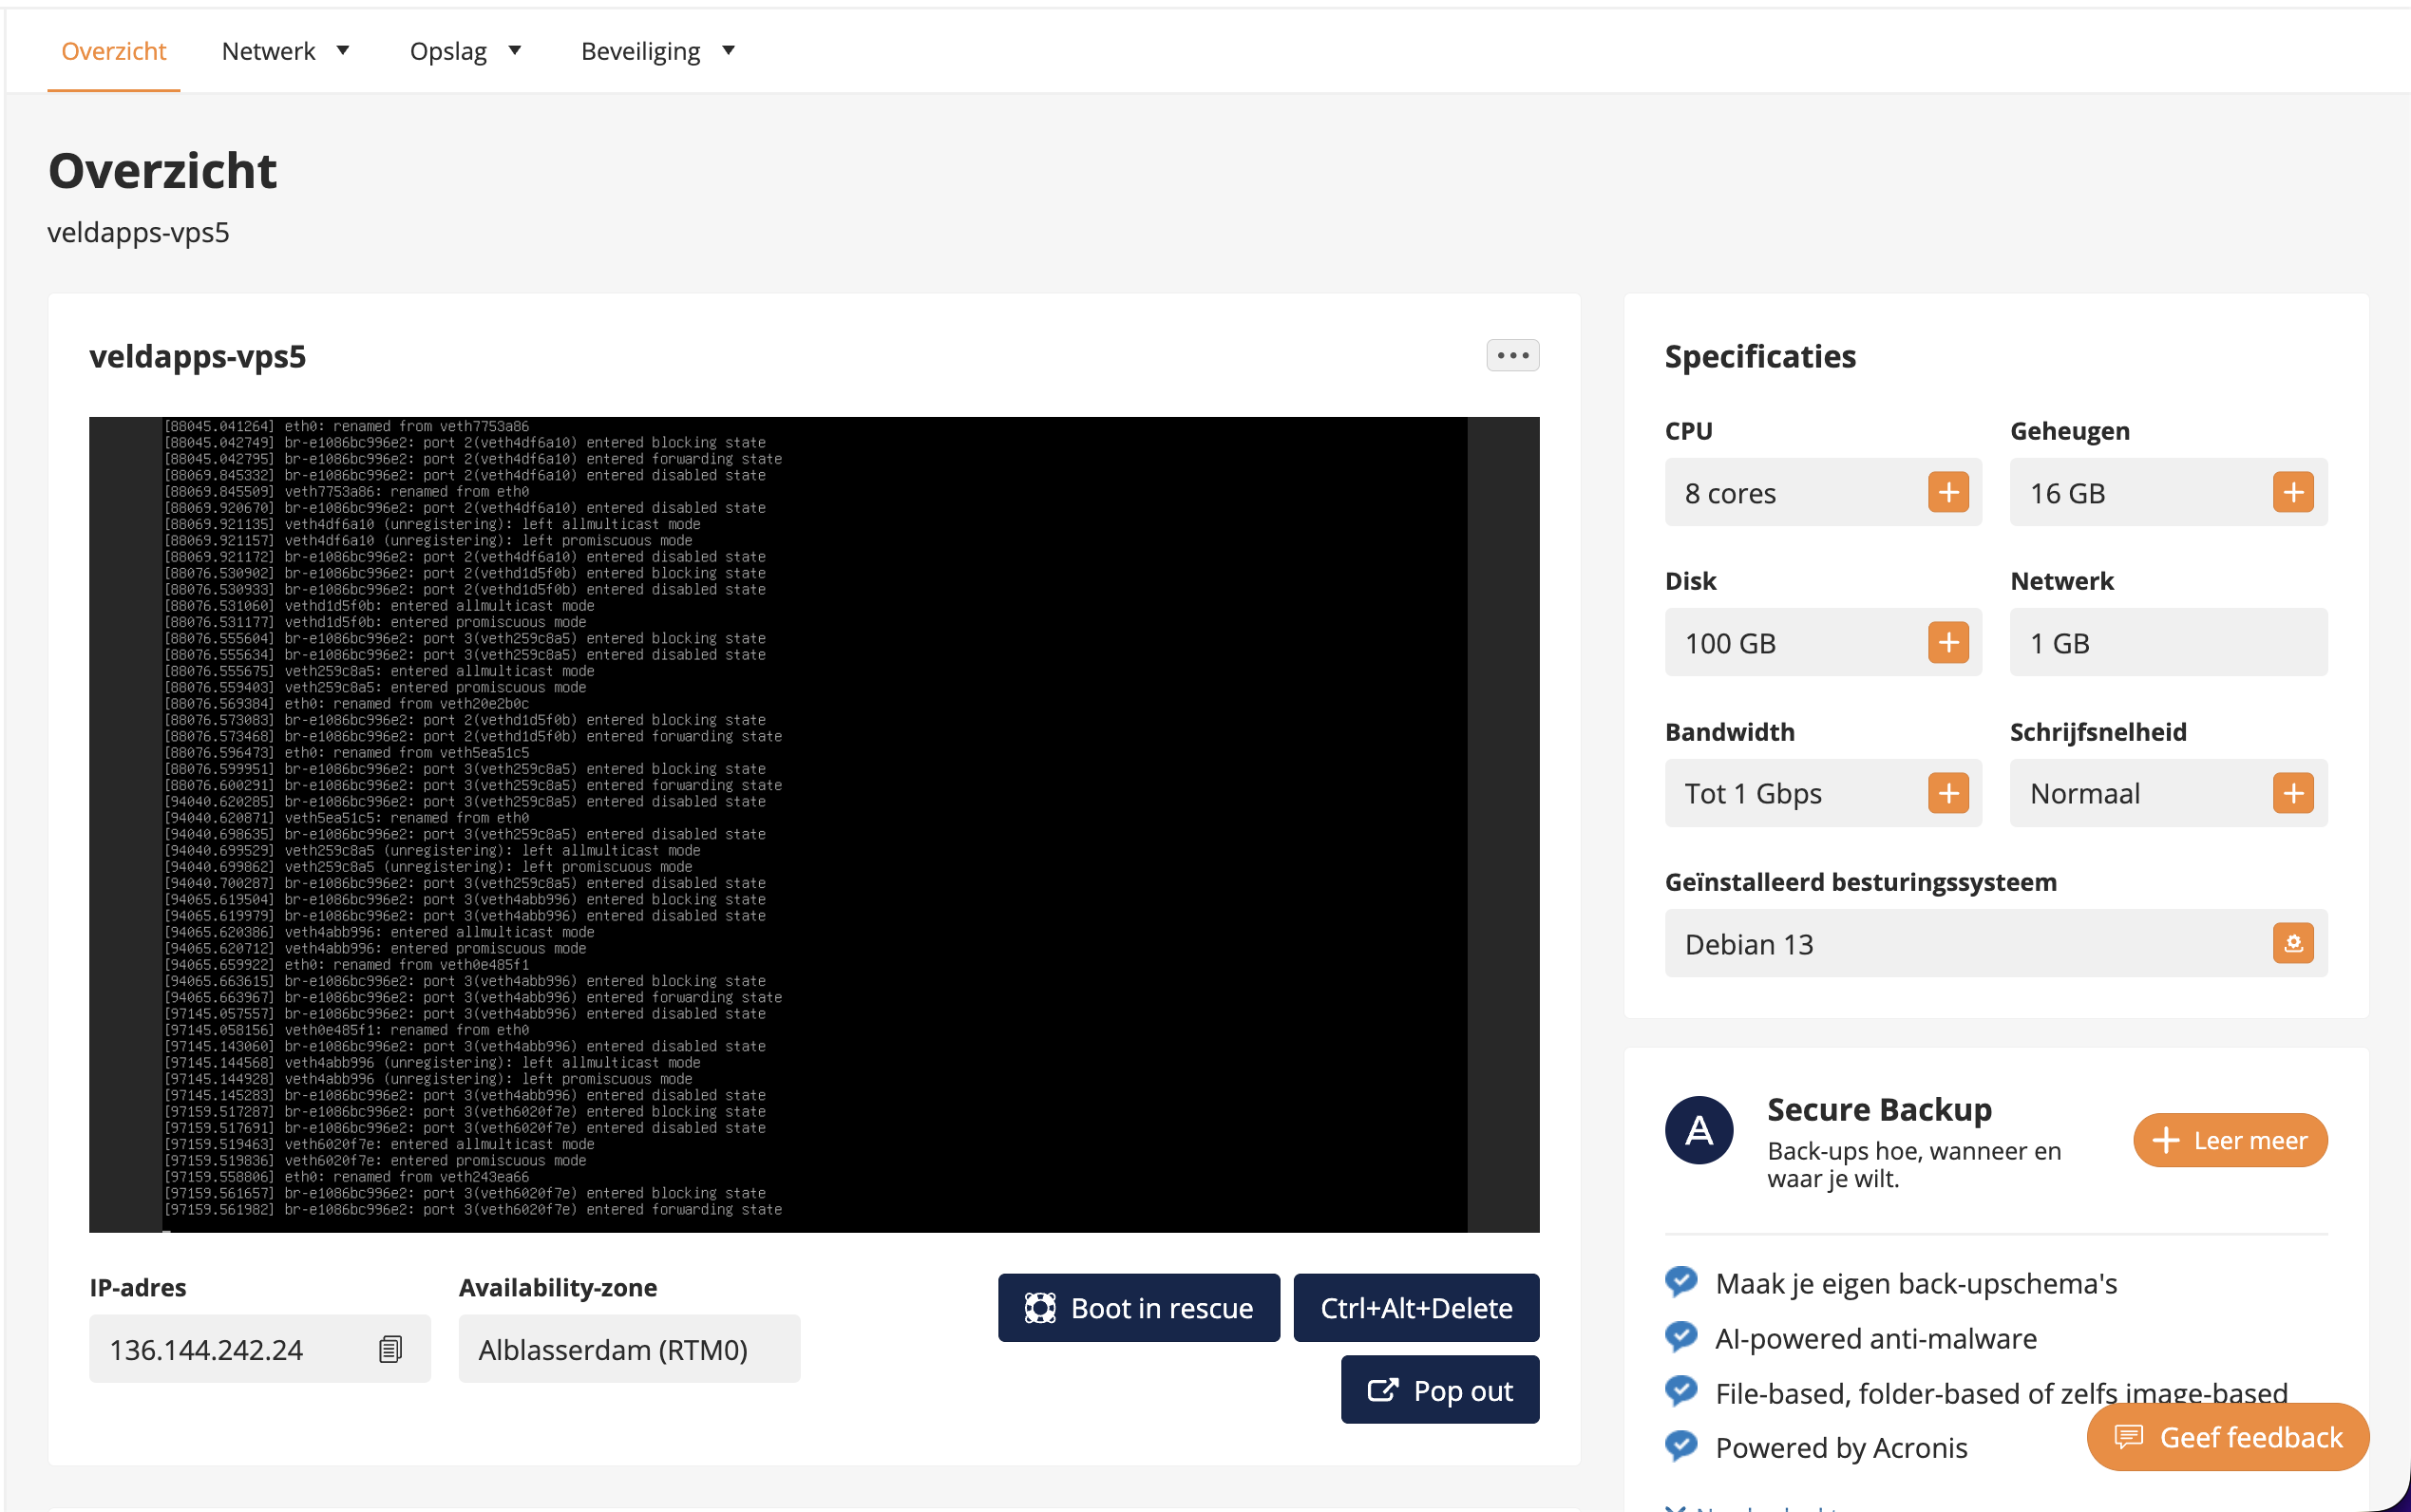 Overzicht
Netwerk
Opslag
Beveiliging
Overzicht
veldapps-vps5
veldapps-vps5
[88045.041264] eth0: renamed from veth7753a86
[88045.042749] br-e1086bc996e2: port 2(veth4df6a10) entered blocking state
[88045.042795] br-e1086bc996e2: port 2(veth4df6a10) entered forwarding state
[88069.845332] br-e1086bc996e2: port 2(veth4df6a10) entered disabled state
[88069.845509] veth7753a86: renamed from eth0
[88069.920670] br-e1086bc996e2: port 2(veth4df6a10) entered disabled state
[88069.921135] veth4df6a10 (unregistering): left allmulticast mode
[88069.921157] veth4df6a10 (unregistering): left promiscuous mode
[88069.921172] br-e1086bc996e2: port 2(veth4df6a10) entered disabled state
[88076.530902] br-e1086bc996e2: port 2(vethd1d5f0b) entered blocking state
[88076.530933] br-e1086bc996e2: port 2(vethd1d5f0b) entered disabled state
[88076.531060] vethd1d5f0b: entered allmulticast mode
[88076.531177] vethd1d5f0b: entered promiscuous mode
[88076.555604] br-e1086bc996e2: port 3(veth259c8a5) entered blocking state
[88076.555634] br-e1086bc996e2: port 3(veth259c8a5) entered disabled state
[88076.555675] veth259c8a5: entered allmulticast mode
[88076.559403] veth259c8a5: entered promiscuous mode
[88076.569384] eth0: renamed from veth20e2b0c
[88076.573083] br-e1086bc996e2: port 2(vethd1d5f0b) entered blocking state
[88076.573468] br-e1086bc996e2: port 2(vethd1d5f0b) entered forwarding state
[88076.596473] eth0: renamed from veth5ea51c5
[88076.599951] br-e1086bc996e2: port 3(veth259c8a5) entered blocking state
[88076.600291] br-e1086bc996e2: port 3(veth259c8a5) entered forwarding state
[94040.620285] br-e1086bc996e2: port 3(veth259c8a5) entered disabled state
[94040.620871] veth5ea51c5: renamed from eth0
[94040.698635] br-e1086bc996e2: port 3(veth259c8a5) entered disabled state
[94040.699529] veth259c8a5 (unregistering): left allmulticast mode
[94040.699862] veth259c8a5 (unregistering): left promiscuous mode
[94040.700287] br-e1086bc996e2: port 3(veth259c8a5) entered disabled state
[94065.619504] br-e1086bc996e2: port 3(veth4abb996) entered blocking state
[94065.619979] br-e1086bc996e2: port 3(veth4abb996) entered disabled state
[94065.620386] veth4abb996: entered allmulticast mode
[94065.620712] veth4abb996: entered promiscuous mode
[94065.659922] eth0: renamed from veth0e485f1
[94065.663615] br-e1086bc996e2: port 3(veth4abb996) entered blocking state
[94065.663967] br-e1086bc996e2: port 3(veth4abb996) entered forwarding state
[97145.057557] br-e1086bc996e2: port 3(veth4abb996) entered disabled state
[97145.058156] veth0e485f1: renamed from eth0
[97145.143060] br-e1086bc996e2: port 3(veth4abb996) entered disabled state
[97145.144568] veth4abb996 (unregistering): left allmulticast mode
[97145.144928] veth4abb996 (unregistering): left promiscuous mode
[97145.145283] br-e1086bc996e2: port 3(veth4abb996) entered disabled state
[97159.517287] br-e1086bc996e2: port 3(veth6020f7e) entered blocking state
[97159.517691] br-e1086bc996e2: port 3(veth6020f7e) entered disabled state
[97159.519463] veth6020f7e: entered allmulticast mode
[97159.519836] veth6020f7e: entered promiscuous mode
[97159.558806] eth0: renamed from veth243ea66
[97159.561657] br-e1086bc996e2: port 3(veth6020f7e) entered blocking state
[97159.561982] br-e1086bc996e2: port 3(veth6020f7e) entered forwarding state
IP-adres
136.144.242.24
Availability-zone
Alblasserdam (RTM0)
Boot in rescue
Ctrl+Alt+Delete
Pop out
Specificaties
CPU
8 cores
Geheugen
16 GB
Disk
100 GB
Netwerk
1 GB
Bandwidth
Tot 1 Gbps
Schrijfsnelheid
Normaal
Geïnstalleerd besturingssysteem
Debian 13
A
Secure Backup
Back-ups hoe, wanneer en
waar je wilt.
Leer meer
Maak je eigen back-upschema's
AI-powered anti-malware
File-based, folder-based of zelfs image-based
Powered by Acronis
Geef feedback